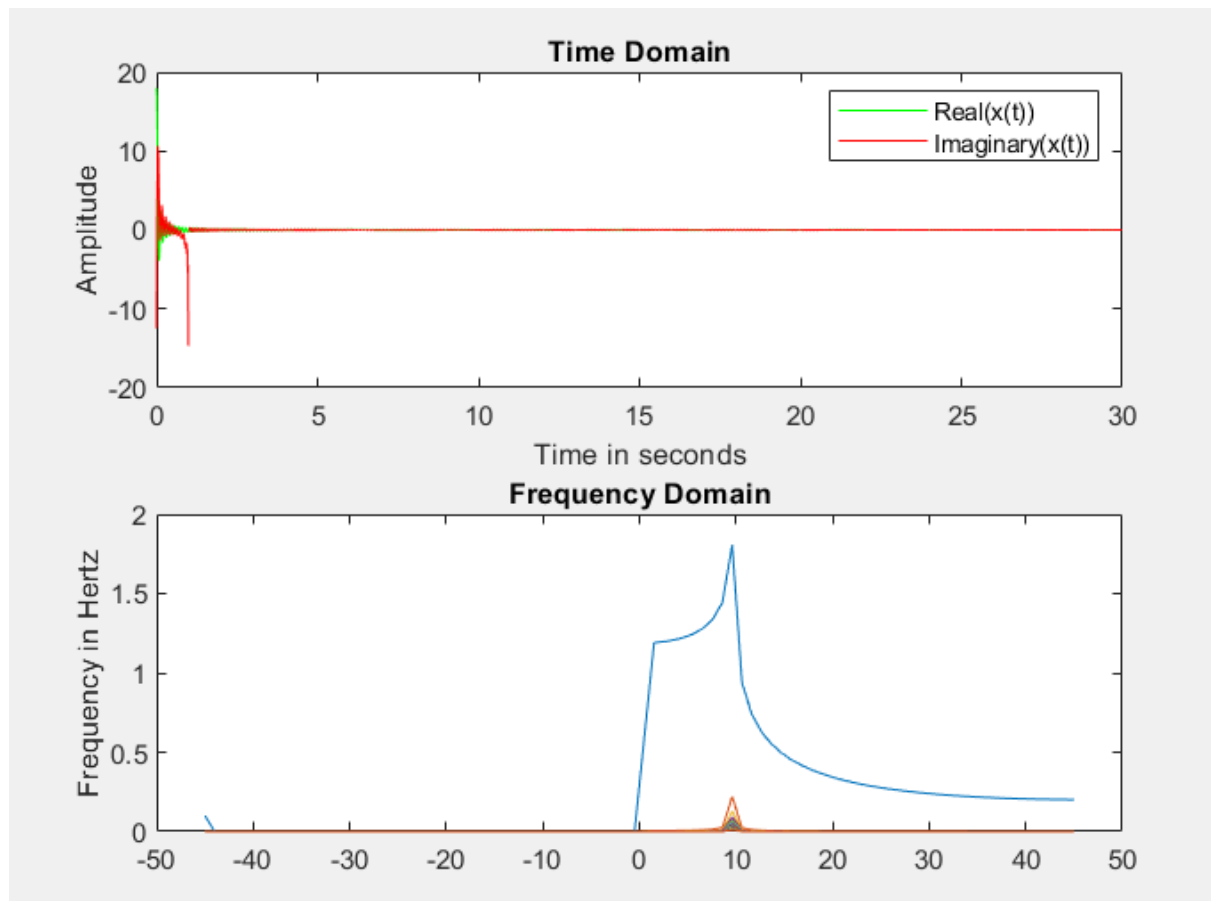 Time Domain
20
10
0
-10
-20
Amplitude
Real(x(t))
Imaginary(x(t))
0 5 10 15 20 25 30
Time in seconds
Frequency Domain
2
1.5
1
0.5
0
Frequency in Hertz
-50 -40 -30 -20 -10 0 10 20 30 40 50